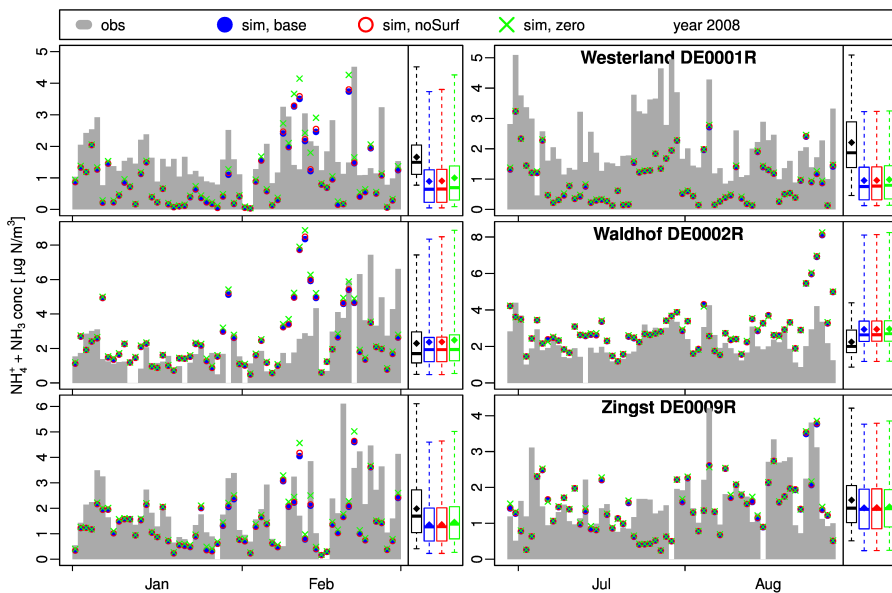 obs sim, base sim, noSurf sim, zero year 2008
NH₄⁺ + NH₃ conc [ µg N/m³]
Westerland DE0001R
0 1 2 3 4 5
0 1 2 3 4 5
Waldhof DE0002R
0 2 4 6 8
0 2 4 6 8
Zingst DE0009R
0 1 2 3 4 5 6
0 1 2 3 4
Jan Feb Jul Aug